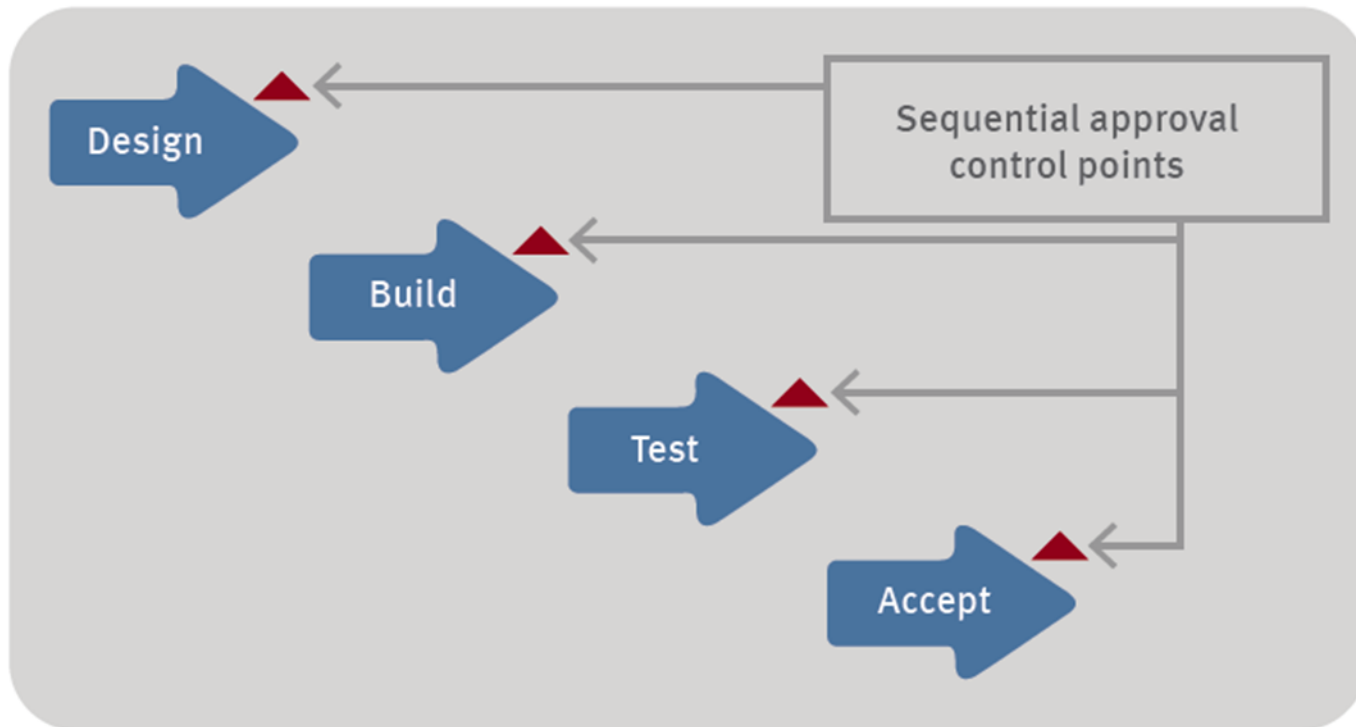 Design
Sequential approval
control points
Build
Test
Accept